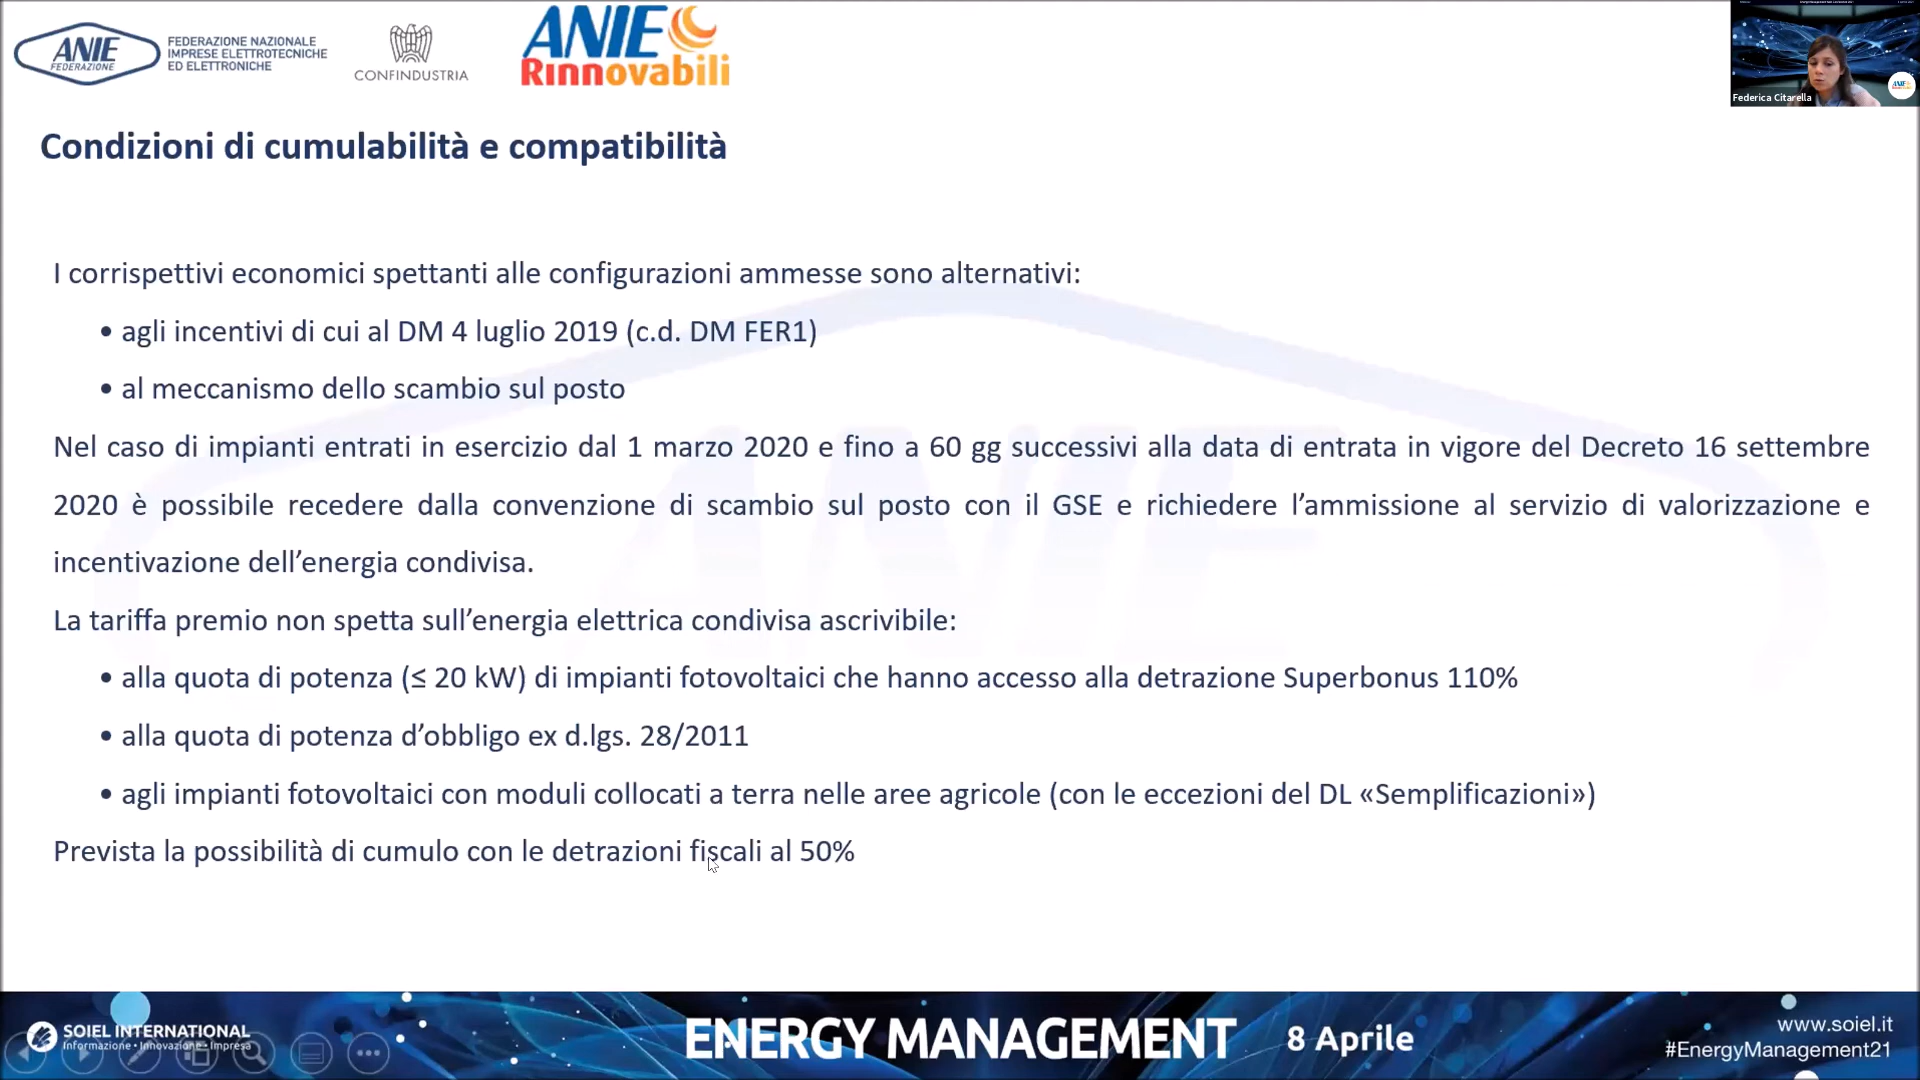 ANIE
FEDERAZIONE
FEDERAZIONE NAZIONALE
IMPRESE ELETTROTECNICHE
ED ELETTRONICHE
CONFINDUSTRIA
ANIE
Rinnovabili
Federica Citarella
Condizioni di cumulabilità e compatibilità
I corrispettivi economici spettanti alle configurazioni ammesse sono alternativi:
• agli incentivi di cui al DM 4 luglio 2019 (c.d. DM FER1)
• al meccanismo dello scambio sul posto
Nel caso di impianti entrati in esercizio dal 1 marzo 2020 e fino a 60 gg successivi alla data di entrata in vigore del Decreto 16 settembre
2020 è possibile recedere dalla convenzione di scambio sul posto con il GSE e richiedere l’ammissione al servizio di valorizzazione e
incentivazione dell’energia condivisa.
La tariffa premio non spetta sull’energia elettrica condivisa ascrivibile:
• alla quota di potenza (≤ 20 kW) di impianti fotovoltaici che hanno accesso alla detrazione Superbonus 110%
• alla quota di potenza d’obbligo ex d.lgs. 28/2011
• agli impianti fotovoltaici con moduli collocati a terra nelle aree agricole (con le eccezioni del DL «Semplificazioni»)
Prevista la possibilità di cumulo con le detrazioni fiscali al 50%
SOIEL INTERNATIONAL
Informazione • Innovazione • Impresa
ENERGY MANAGEMENT
8 Aprile
www.soiel.it
#EnergyManagement21